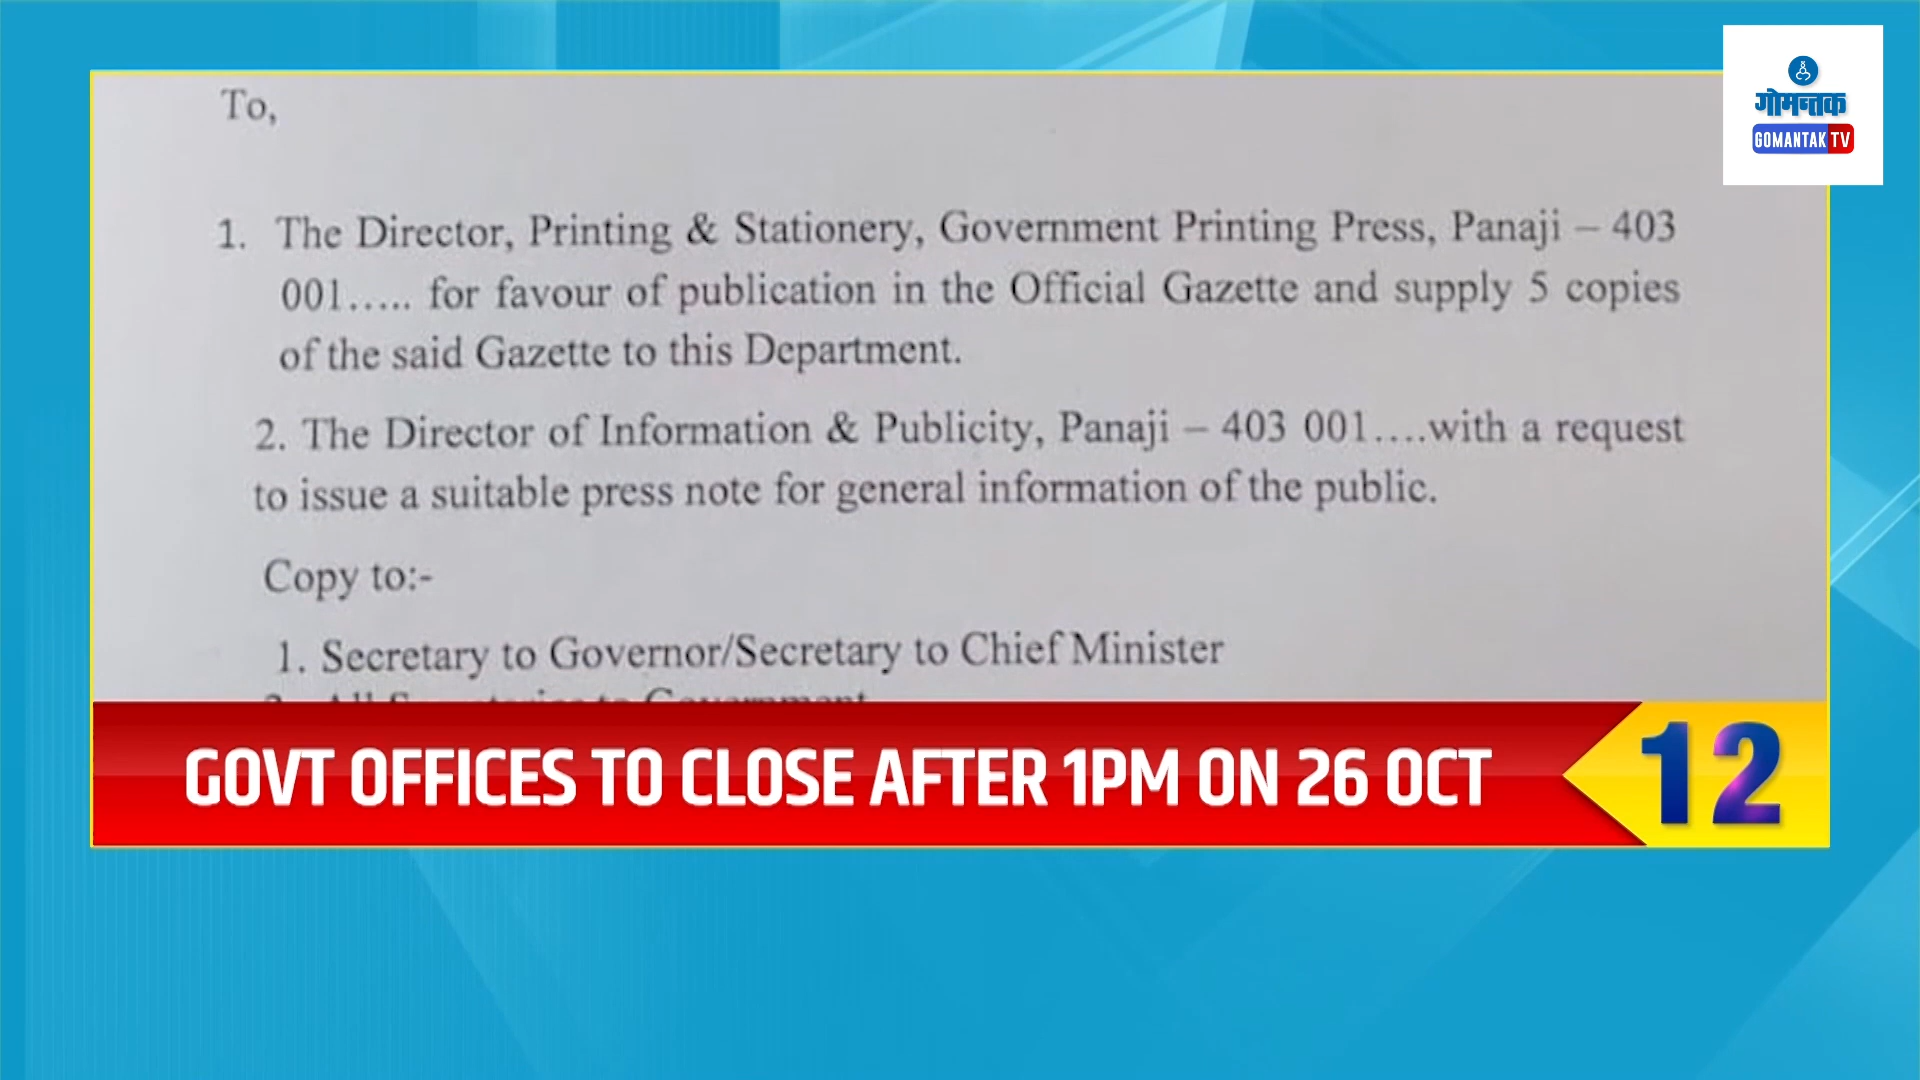 To,
1. The Director, Printing & Stationery, Government Printing Press, Panaji – 403
001..... for favour of publication in the Official Gazette and supply 5 copies
of the said Gazette to this Department.
2. The Director of Information & Publicity, Panaji – 403 001....with a request
to issue a suitable press note for general information of the public.
Copy to:-
1. Secretary to Governor/Secretary to Chief Minister
गोमन्तक
GOMANTAK TV
GOVT OFFICES TO CLOSE AFTER 1PM ON 26 OCT
12